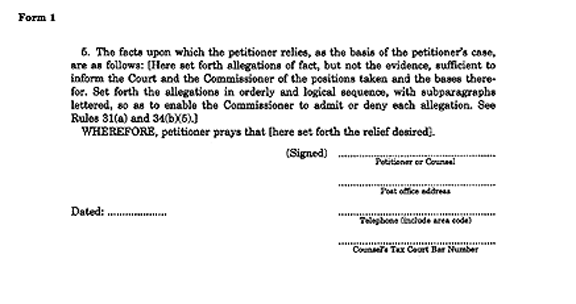 Form 1
6. The facts upon which the petitioner relies, as the basis of the petitioner's case,
are as follows: [Here set forth allegations of fact, but not the evidence, sufficient to
inform the Court and the Commissioner of the positions taken and the bases there-
for. Set forth the allegations in orderly and logical sequence, with subparagraphs
lettered, so as to enable the Commissioner to admit or deny each allegation. See
Rules 31(a) and 34(b)(5).]
WHEREFORE, petitioner prays that [here set forth the relief desired].
(Signed) ........................................
Petitioner or Counsel
........................................
Post office address
Dated: ....................
........................................
Telephone (include area code)
........................................
Counsel's Tax Court Bar Number